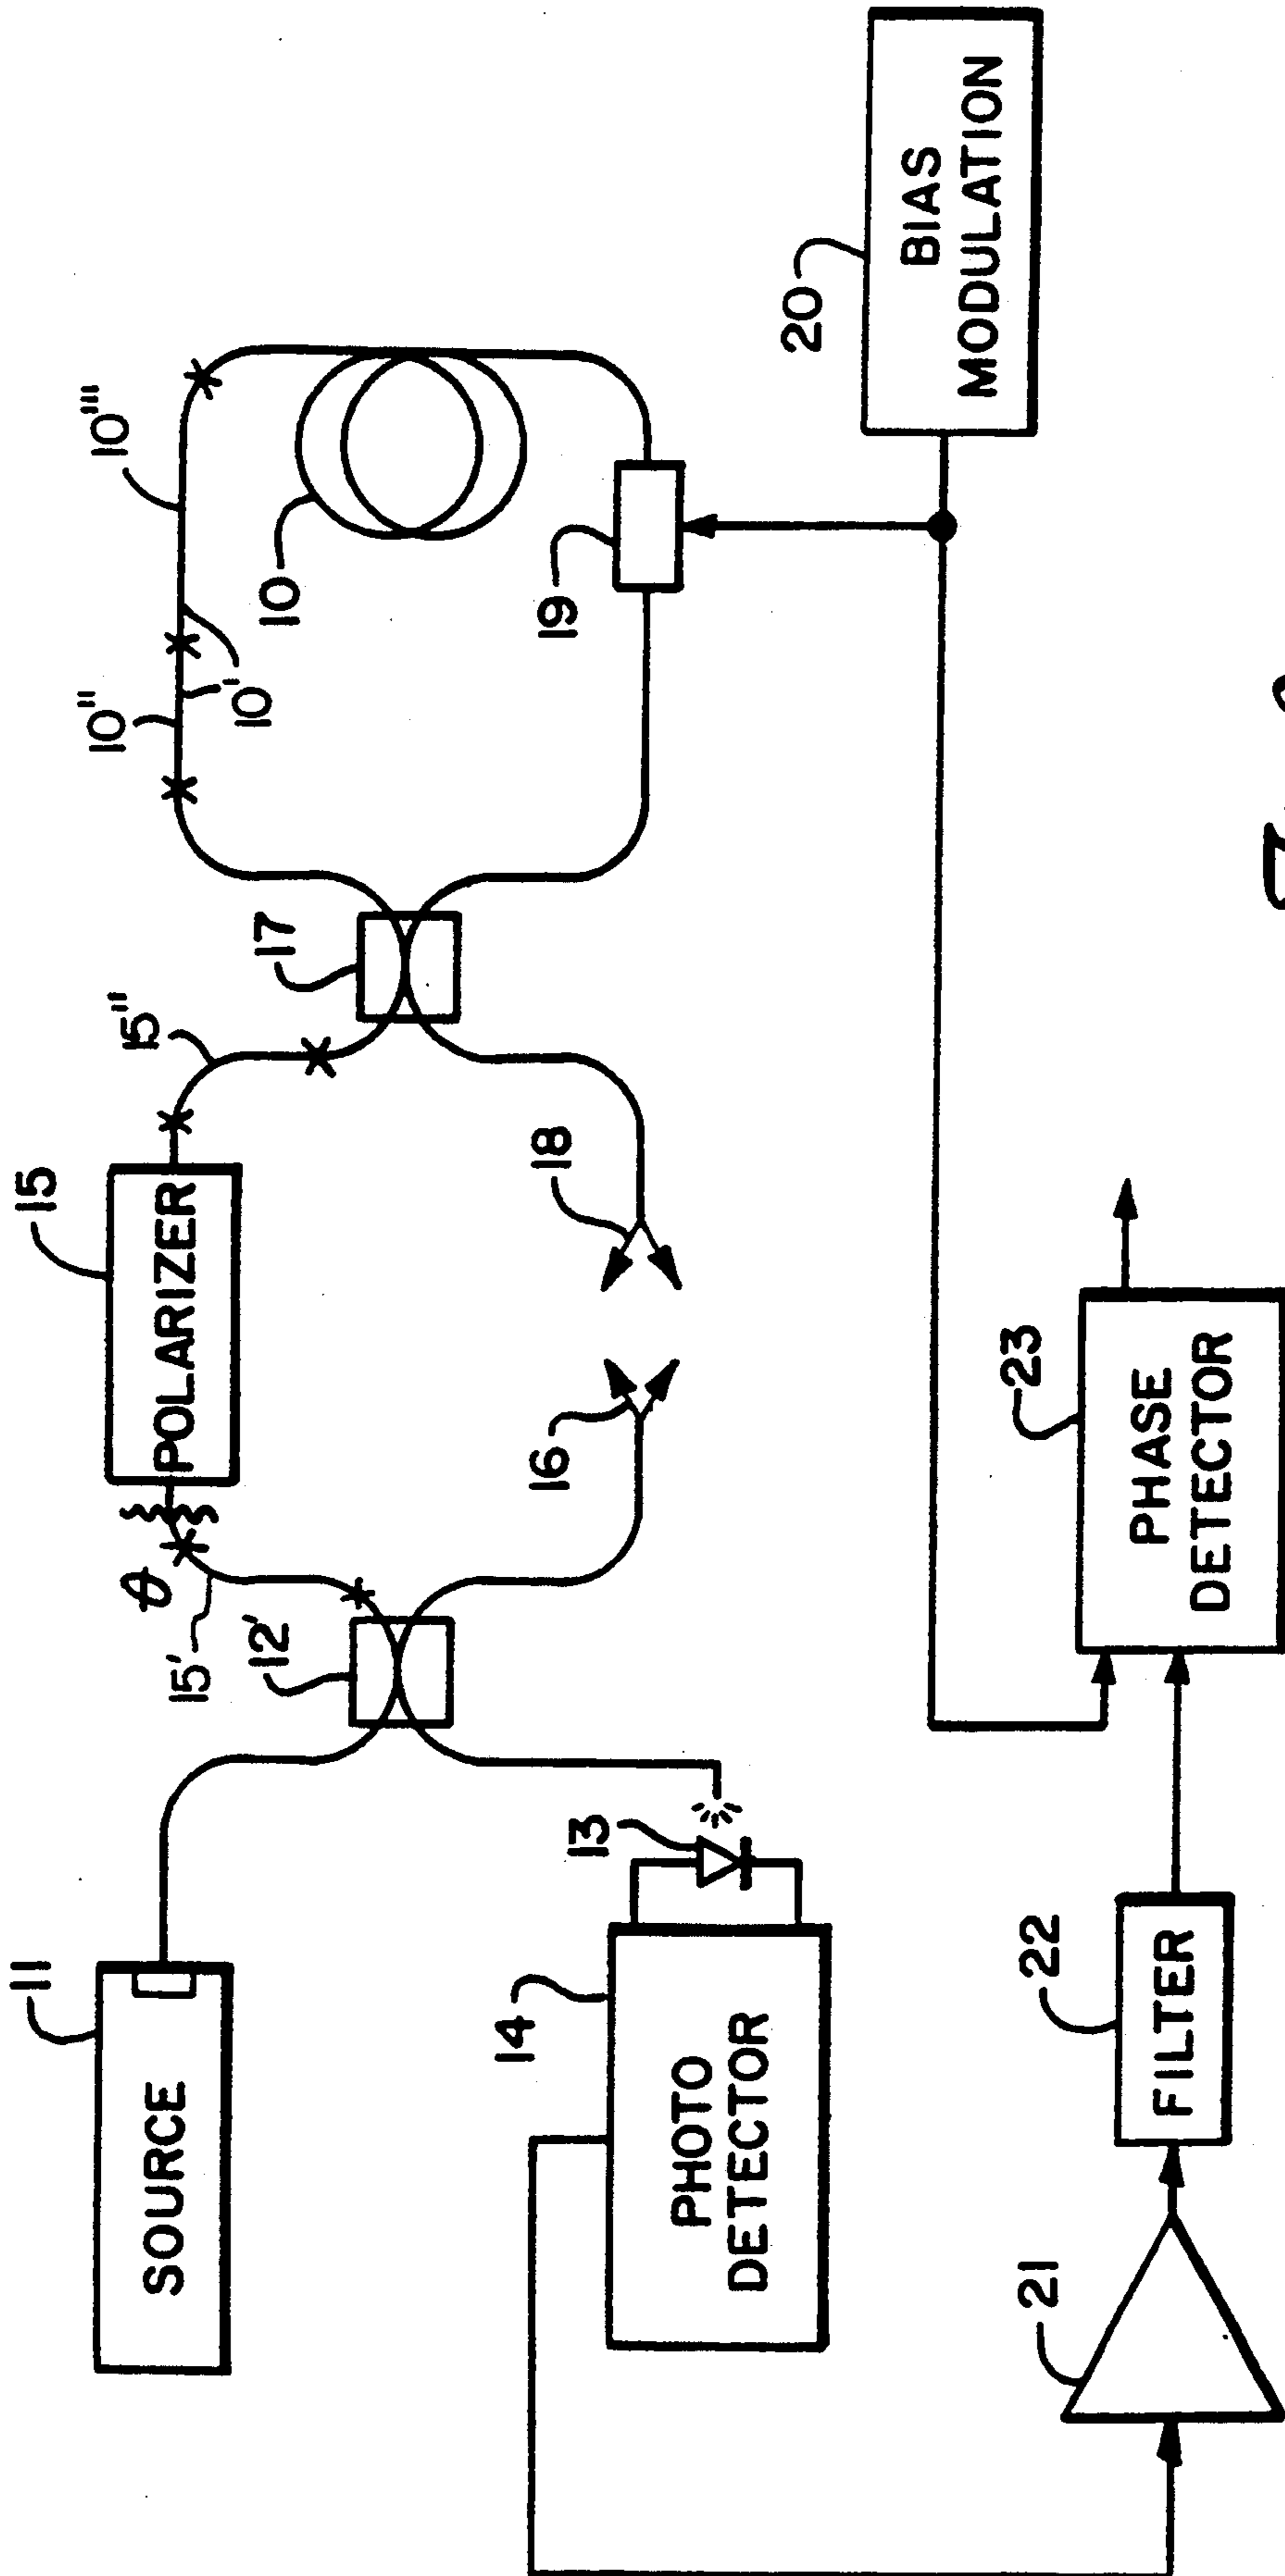 11
SOURCE
12'
15'
θ
15
POLARIZER
15"
17
10"
10'
10'''
10
19
13
14
PHOTO
DETECTOR
16
18
20
BIAS
MODULATION
21
22
FILTER
23
PHASE
DETECTOR